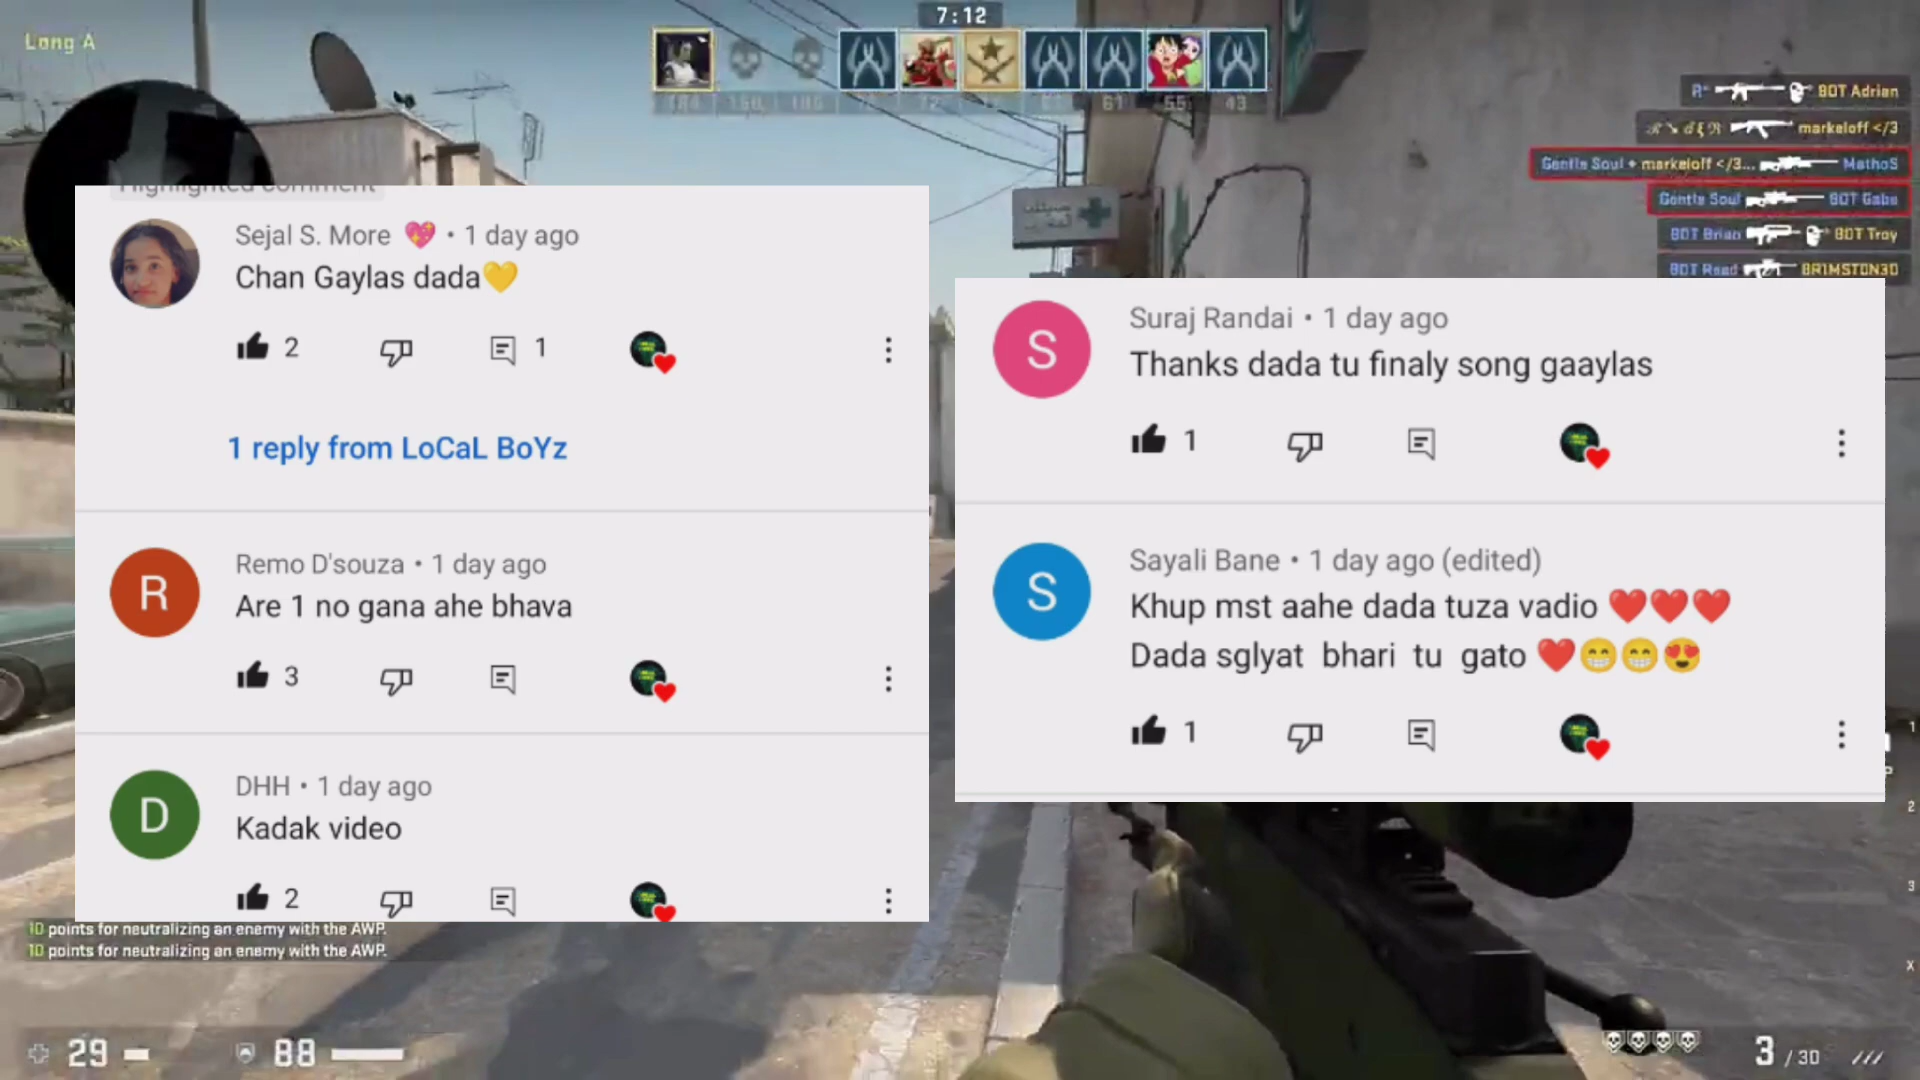 Long A
7:12
R* BOT Adrian
markeloff </3
Gentle Soul + markeloff </3... MathoS
Gentle Soul BOT Gabe
BOT Brian BOT Troy
BOT Read BR1MST0N3D
Highlighted comment
Sejal S. More 💖 • 1 day ago
Chan Gaylas dada💛
2 1
1 reply from LoCaL BoYz
R
Remo D'souza • 1 day ago
Are 1 no gana ahe bhava
3
D
DHH • 1 day ago
Kadak video
2
S
Suraj Randai • 1 day ago
Thanks dada tu finaly song gaaylas
1
S
Sayali Bane • 1 day ago (edited)
Khup mst aahe dada tuza vadio ❤️❤️❤️
Dada sglyat bhari tu gato ❤️😁😁😍
1
10 points for neutralizing an enemy with the AWP.
10 points for neutralizing an enemy with the AWP.
29 88
3 / 30